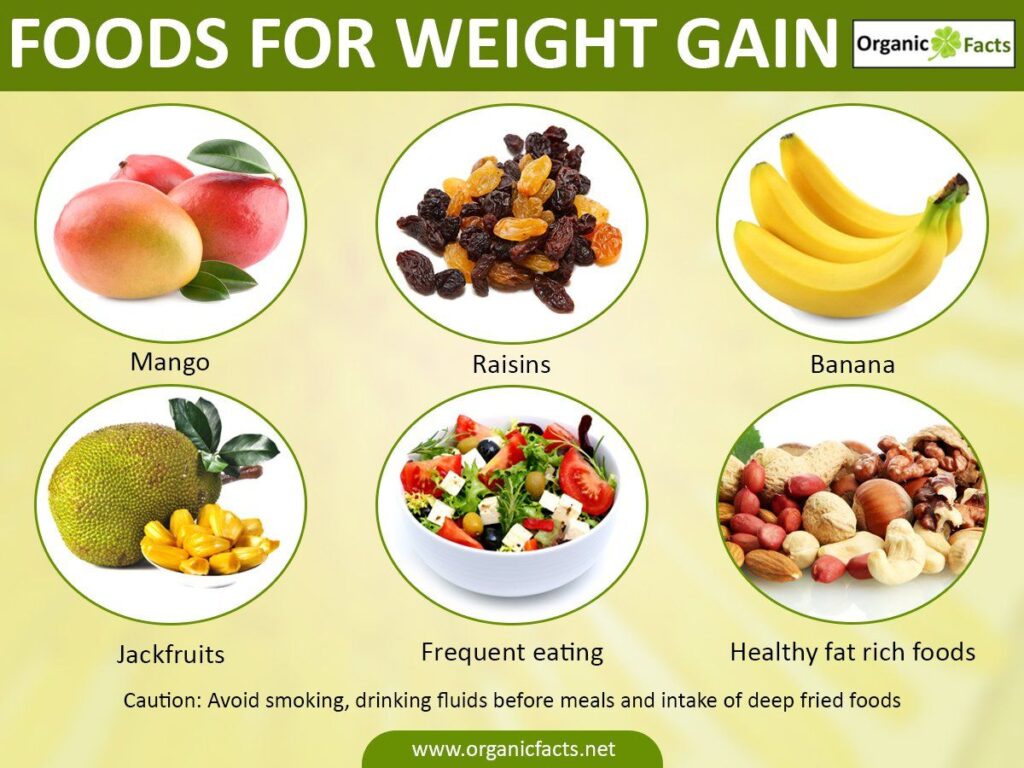 FOODS FOR WEIGHT GAIN
Organic Facts
Mango
Raisins
Banana
Jackfruits
Frequent eating
Healthy fat rich foods
Caution: Avoid smoking, drinking fluids before meals and intake of deep fried foods
www.organicfacts.net